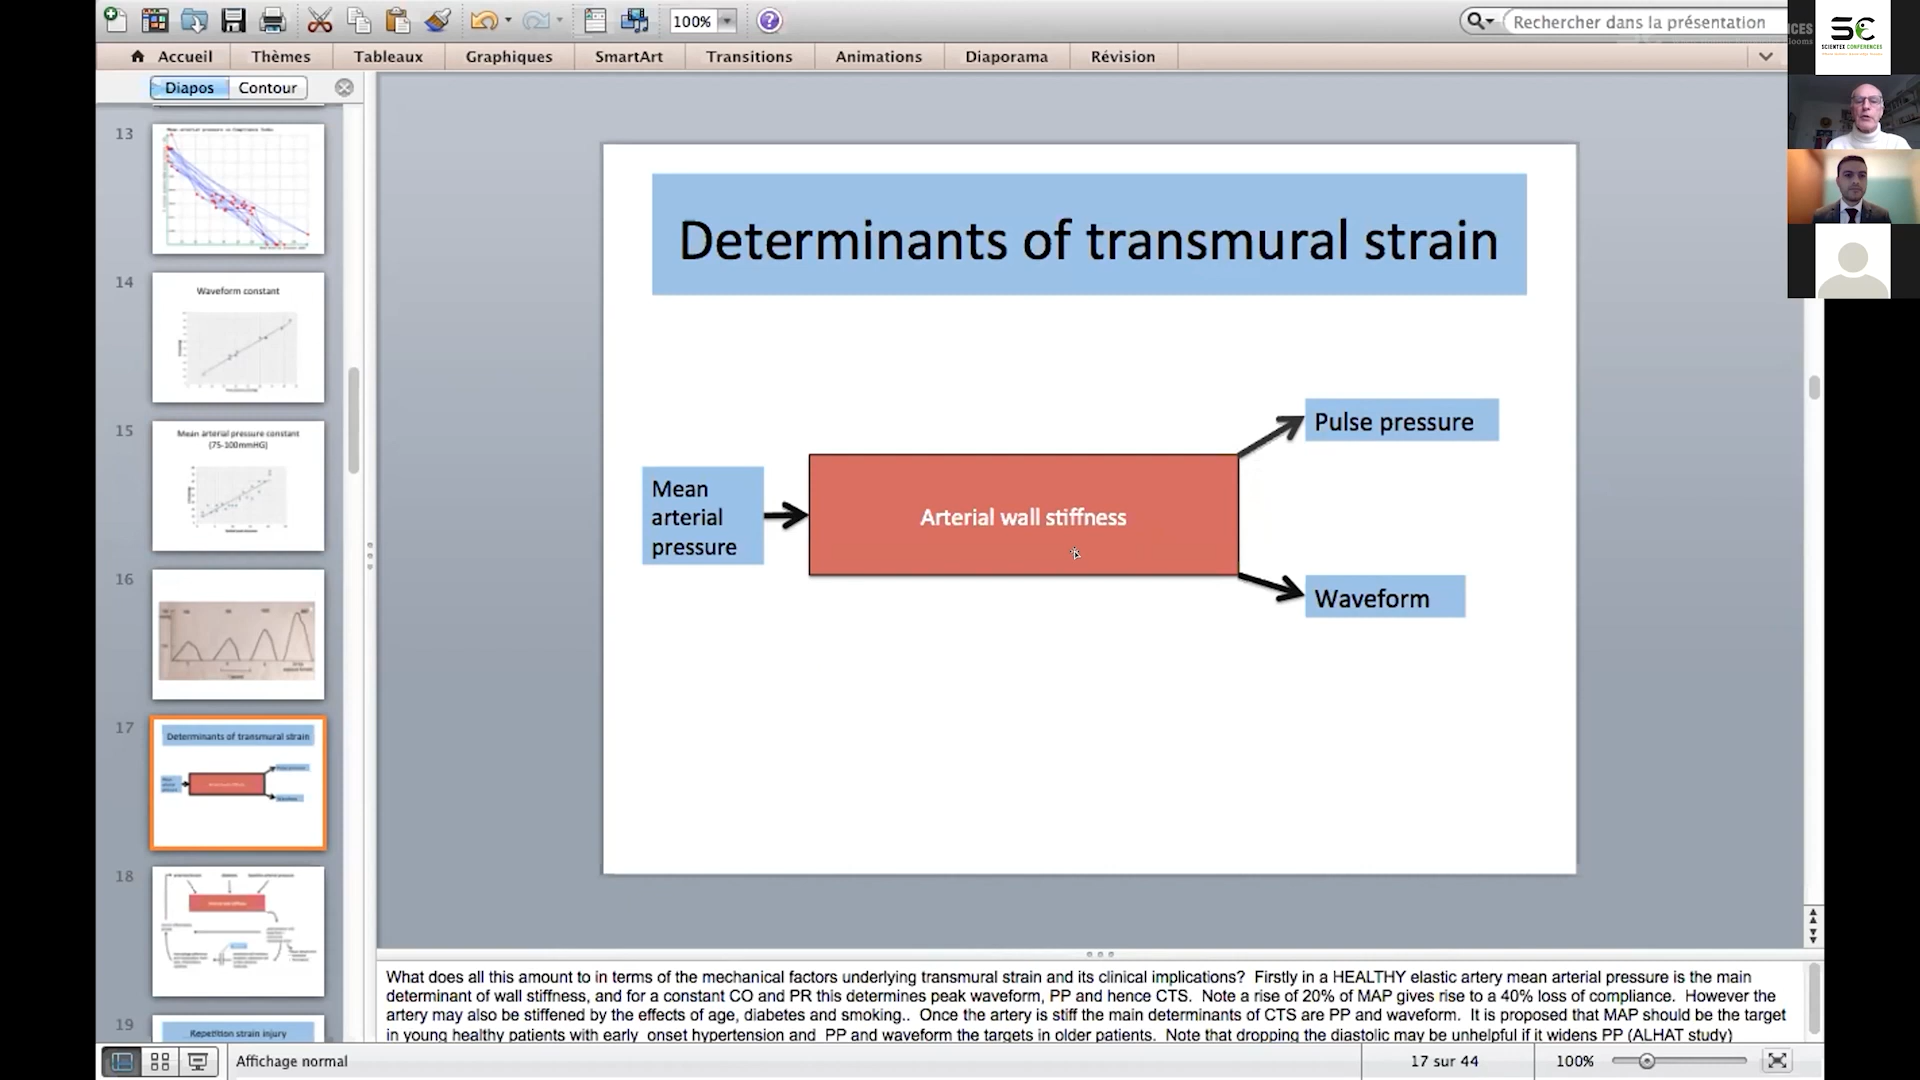 100%
Rechercher dans la présentation
SCIENTEX CONFERENCES
Accueil
Thèmes
Tableaux
Graphiques
SmartArt
Transitions
Animations
Diaporama
Révision
Diapos
Contour
13
Mean arterial pressure vs Compliance Index
14
Waveform constant
15
Mean arterial pressure constant
(75-100mmHG)
16
17
Determinants of transmural strain
18
19
Repetition strain injury
Determinants of transmural strain
Pulse pressure
Mean
arterial
pressure
Arterial wall stiffness
Waveform
What does all this amount to in terms of the mechanical factors underlying transmural strain and its clinical implications?  Firstly in a HEALTHY elastic artery mean arterial pressure is the main
determinant of wall stiffness, and for a constant CO and PR this determines peak waveform, PP and hence CTS.  Note a rise of 20% of MAP gives rise to a 40% loss of compliance.  However the
artery may also be stiffened by the effects of age, diabetes and smoking..  Once the artery is stiff the main determinants of CTS are PP and waveform.  It is proposed that MAP should be the target
in young healthy patients with early  onset hypertension and  PP and waveform the targets in older patients.  Note that dropping the diastolic may be unhelpful if it widens PP (ALHAT study)
Affichage normal
17 sur 44
100%